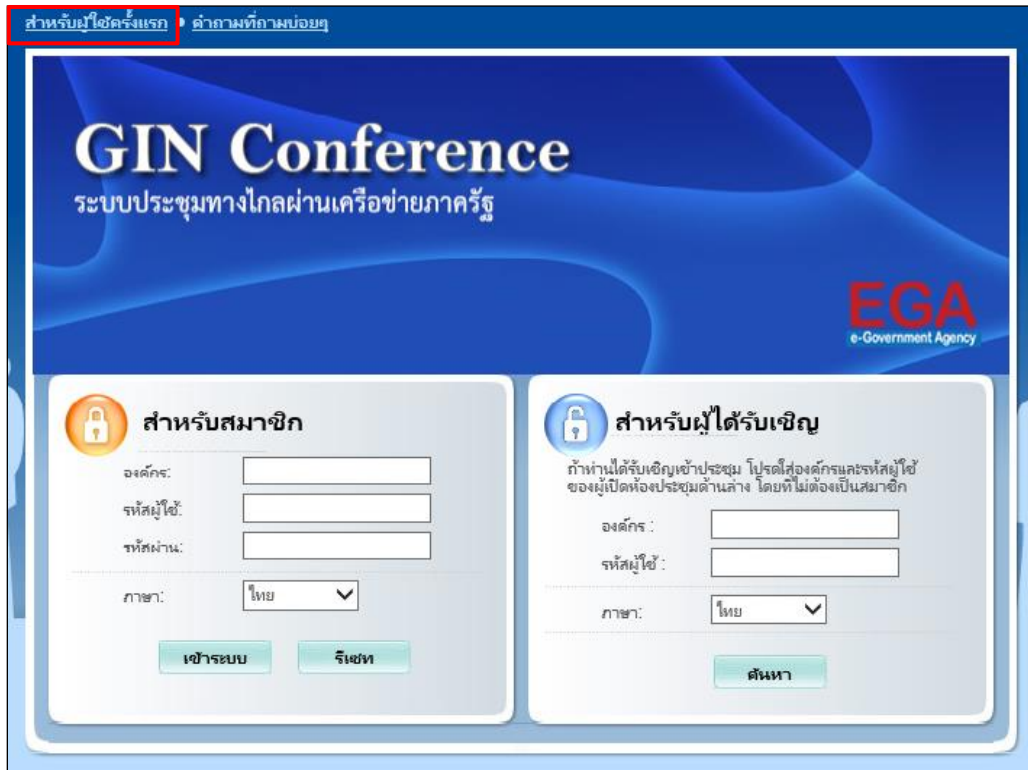 สำหรับผู้ใช้ครั้งแรก • คำถามที่ถามบ่อยๆ
GIN Conference
ระบบประชุมทางไกลผ่านเครือข่ายภาครัฐ
EGA
e-Government Agency
สำหรับสมาชิก
องค์กร:
รหัสผู้ใช้:
รหัสผ่าน:
ภาษา:
ไทย
เข้าระบบ
รีเซท
สำหรับผู้ได้รับเชิญ
ถ้าท่านได้รับเชิญเข้าประชุม โปรดใส่องค์กรและรหัสผู้ใช้
ของผู้เปิดห้องประชุมด้านล่าง โดยที่ไม่ต้องเป็นสมาชิก
องค์กร :
รหัสผู้ใช้ :
ภาษา:
ไทย
ค้นหา